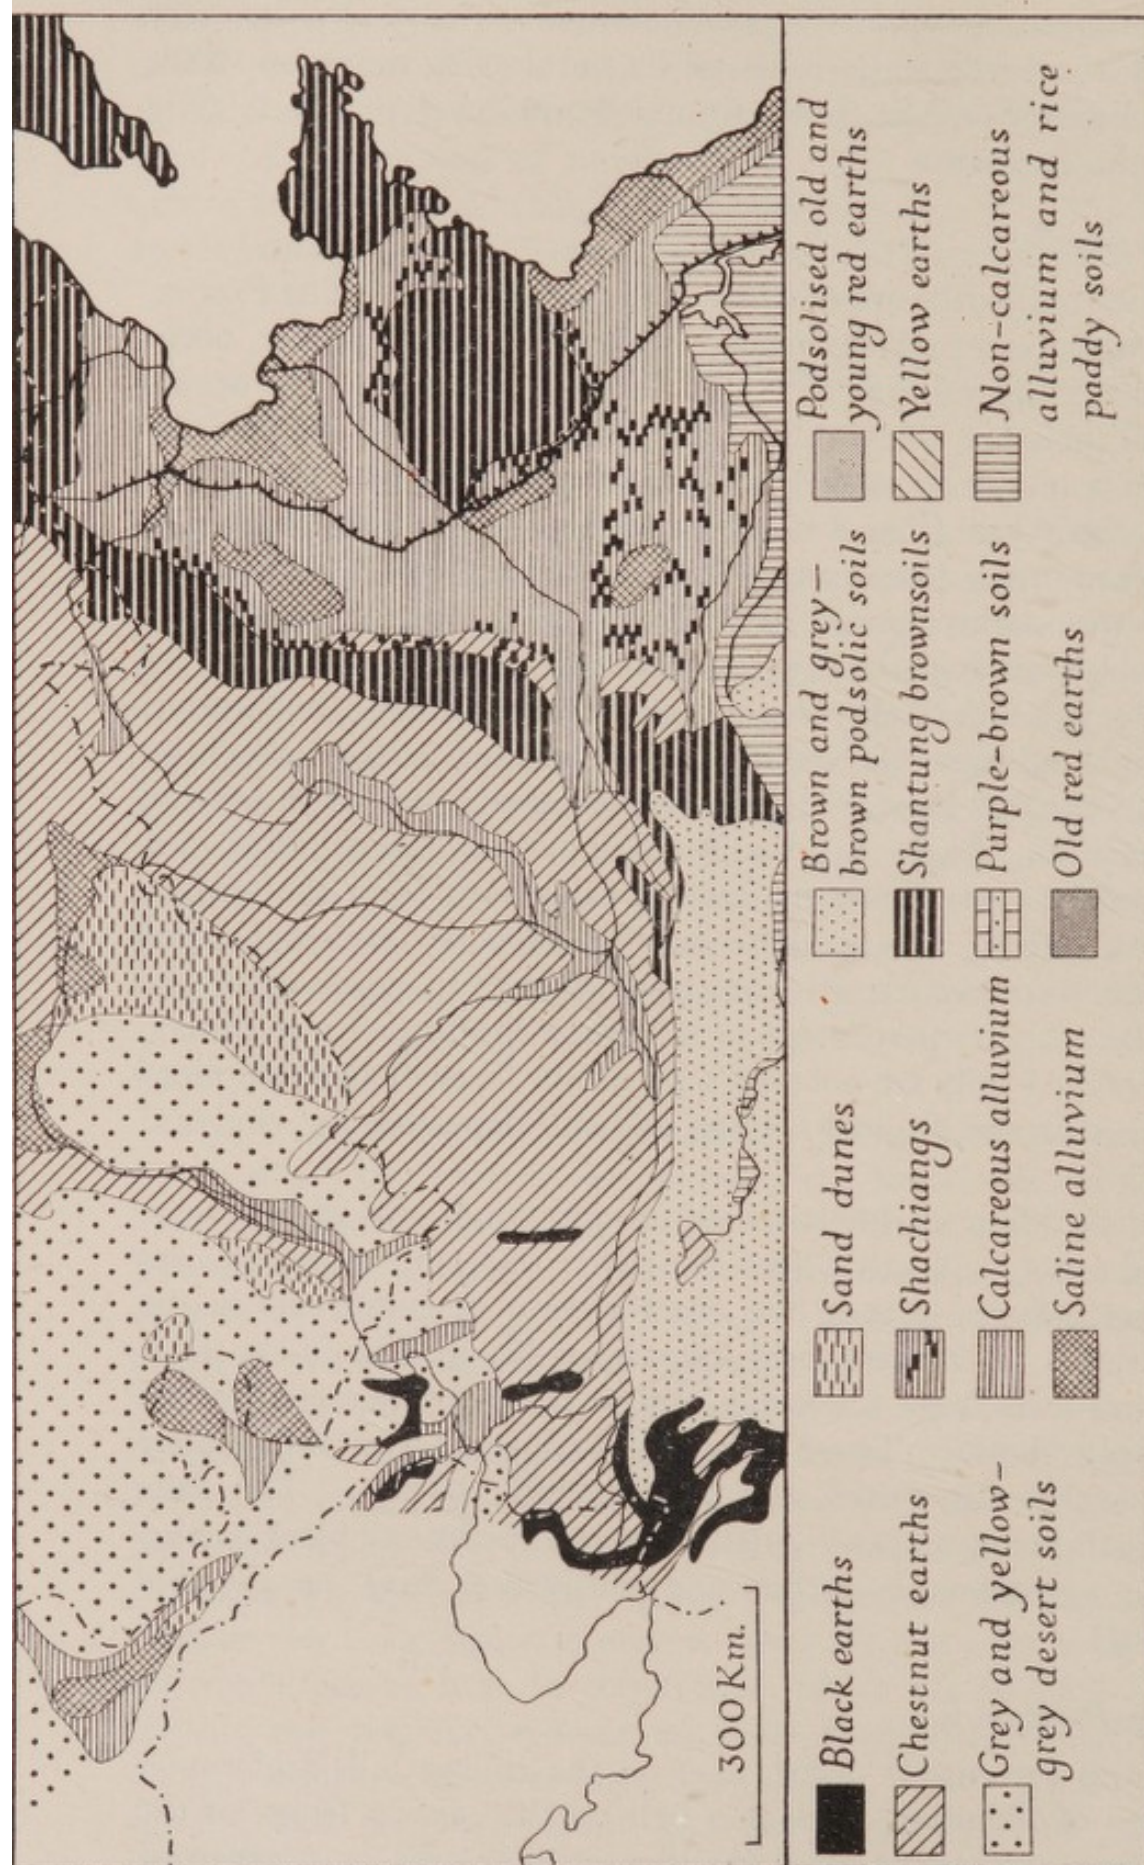 300 Km.
Black earths
Chestnut earths
Grey and yellow-
grey desert soils
Sand dunes
Shachiangs
Calcareous alluvium
Saline alluvium
Brown and grey-
brown podsolic soils
Shantung brownsoils
Purple-brown soils
Old red earths
Podsolised old and
young red earths
Yellow earths
Non-calcareous
alluvium and rice
paddy soils